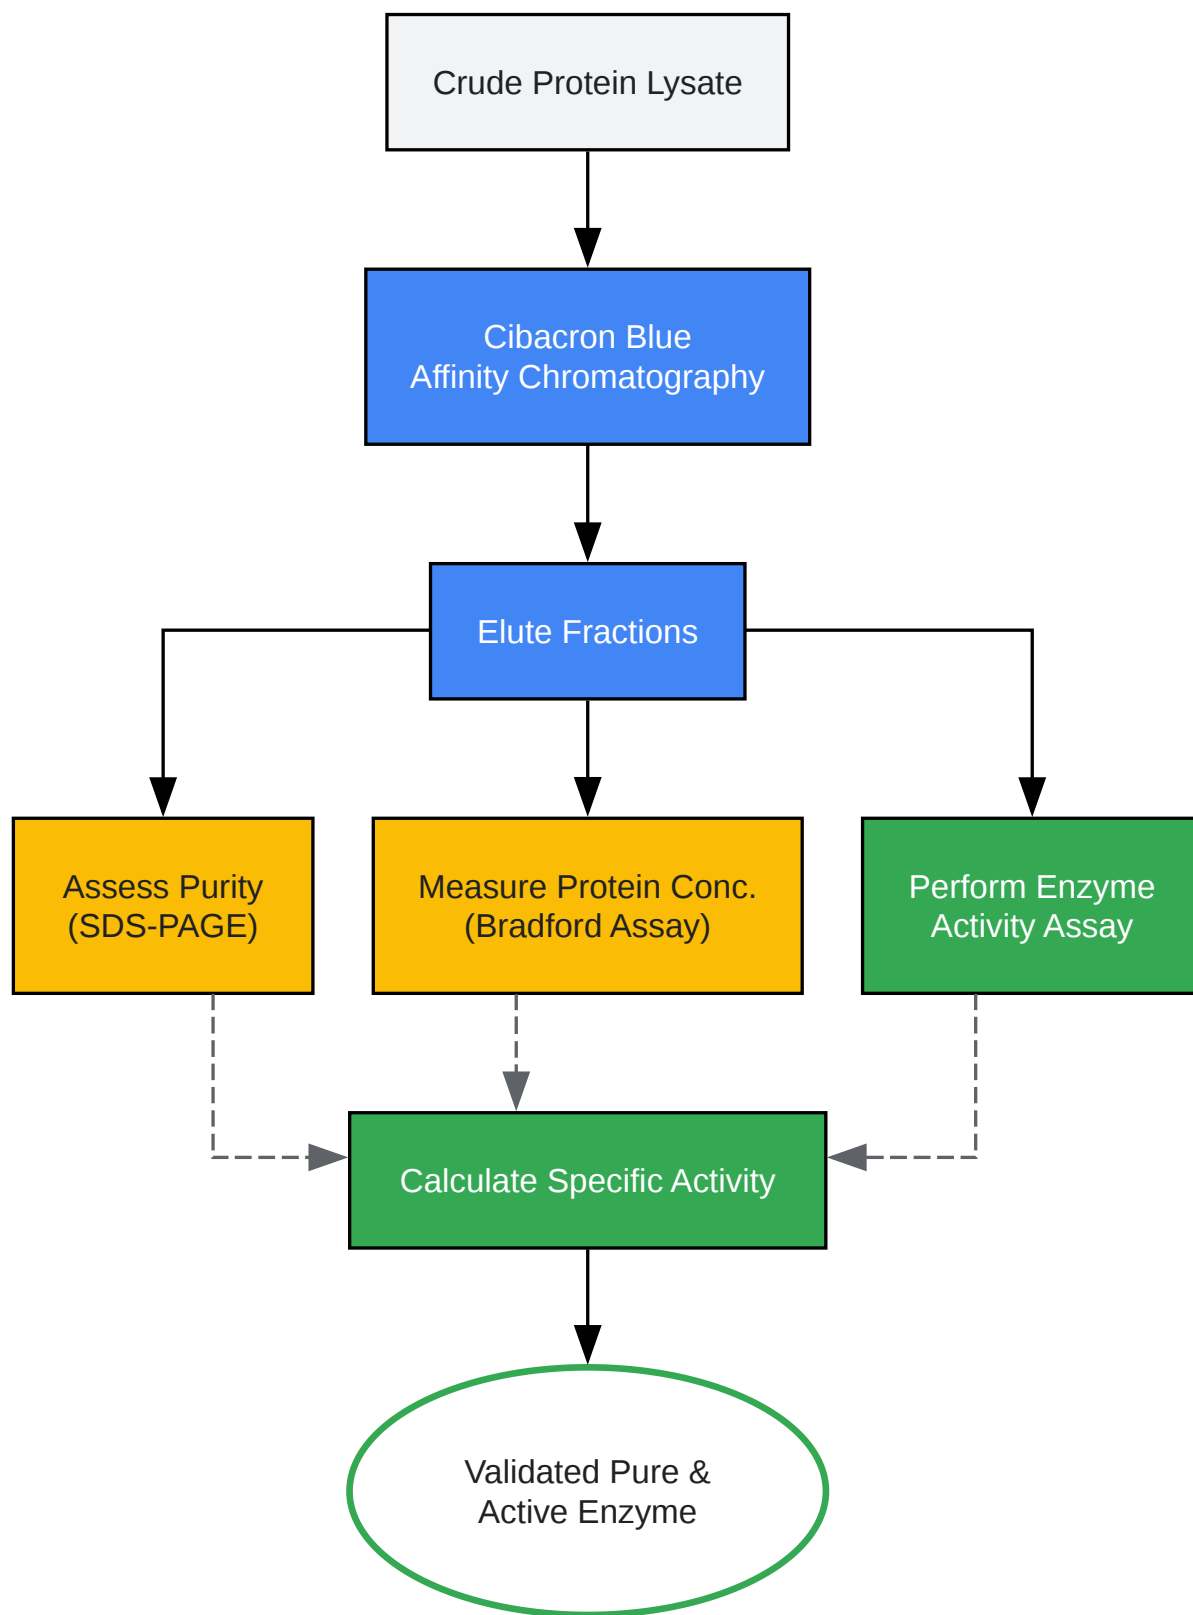 Crude Protein Lysate
Cibacron Blue
Affinity Chromatography
Elute Fractions
Assess Purity
(SDS-PAGE)
Measure Protein Conc.
(Bradford Assay)
Perform Enzyme
Activity Assay
Calculate Specific Activity
Validated Pure &
Active Enzyme